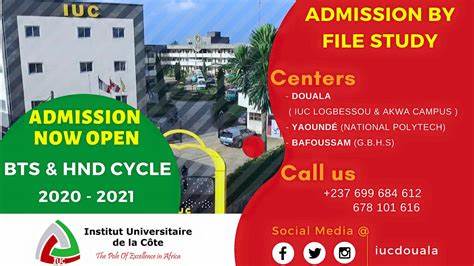 IUC
ADMISSION BY
FILE STUDY
Centers
- DOUALA
( IUC LOGBESSOU & AKWA CAMPUS )
- YAOUNDÉ (NATIONAL POLYTECH)
- BAFOUSSAM (G.B.H.S)
Call us
+237 699 684 612
678 101 616
Social Media @
iucdouala
ADMISSION
NOW OPEN
BTS & HND CYCLE
2020 - 2021
IUC
IUC
Institut Universitaire
de la Côte
The Pole Of Excellence in Africa